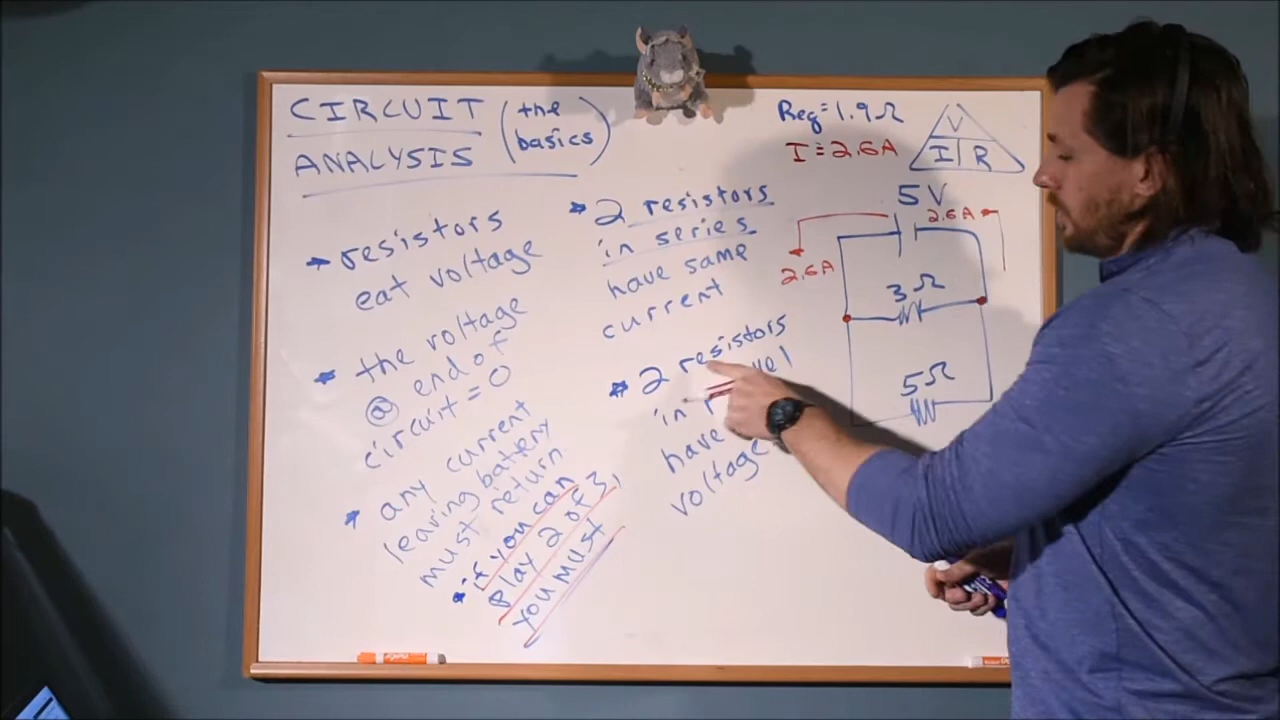 CIRCUIT
ANALYSIS
(the
basics)
resistors
eat voltage
the voltage
@ end of
circuit = 0
any current
leaving battery
must return
if you can
play 2 of 3,
you must
2 resistors
in series
have same
current
2 resistors
in
have
voltage
Req = 1.9Ω
I = 2.6A
V
I R
5V
2.6A
2.6A
3Ω
5Ω